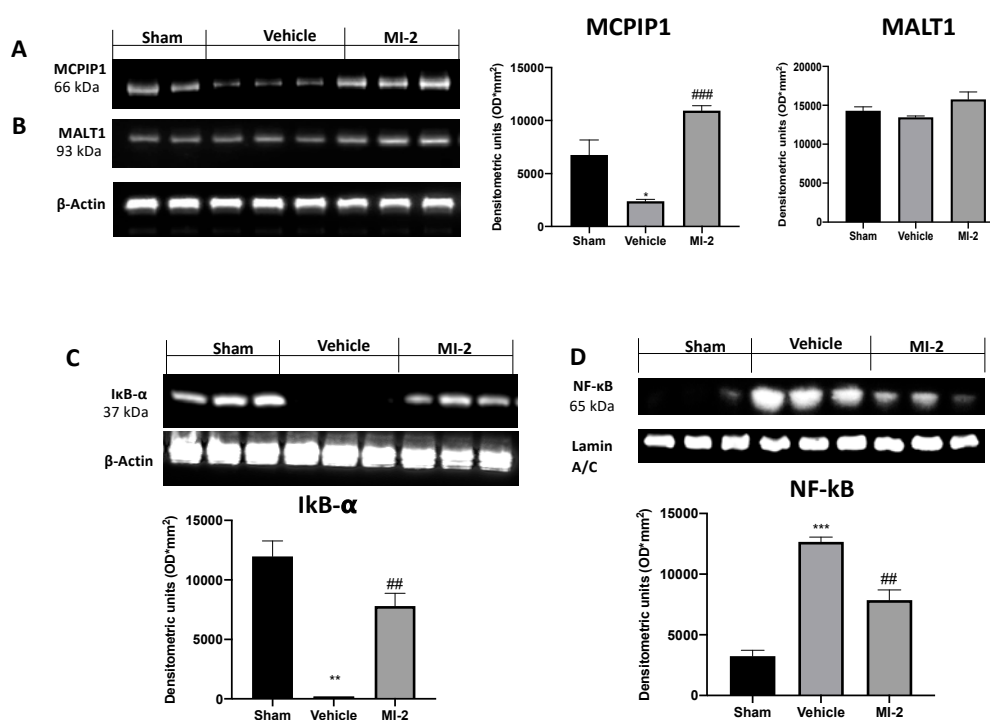 A
Sham Vehicle MI-2
MCPIP1
66 kDa
B
MALT1
93 kDa
β-Actin
MCPIP1
Densitometric units (OD*mm²)
15000
10000
5000
0
*
###
Sham Vehicle MI-2
MALT1
Densitometric units (OD*mm²)
20000
15000
10000
5000
0
Sham Vehicle MI-2
C
Sham Vehicle MI-2
IκB-α
37 kDa
β-Actin
IkB-α
Densitometric units (OD*mm²)
15000
10000
5000
0
**
##
Sham Vehicle MI-2
D
Sham Vehicle MI-2
NF-κB
65 kDa
Lamin
A/C
NF-kB
Densitometric units (OD*mm²)
15000
10000
5000
0
***
##
Sham Vehicle MI-2